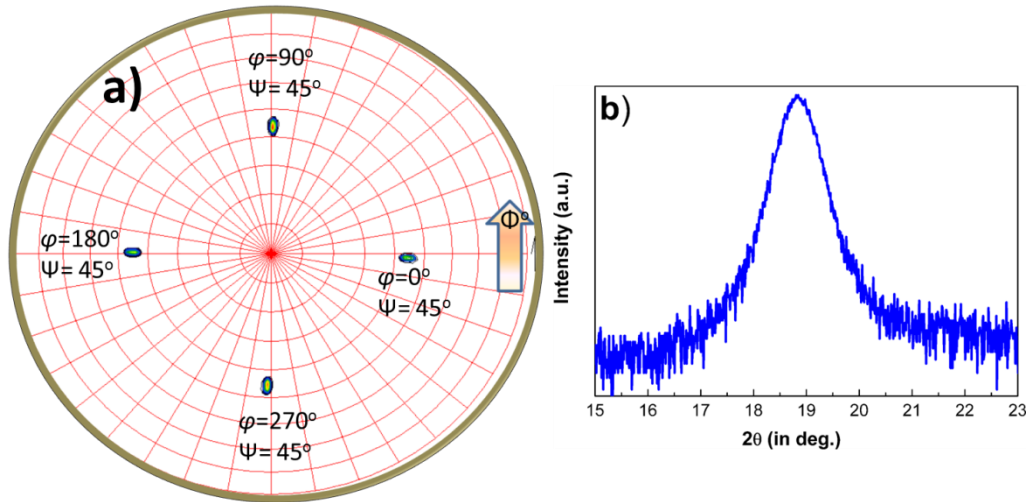 a)
φ=90°
Ψ= 45°
Φ°
φ=180°
Ψ= 45°
φ=0°
Ψ= 45°
φ=270°
Ψ= 45°
b)
Intensity (a.u.)
15 16 17 18 19 20 21 22 23
2θ (in deg.)